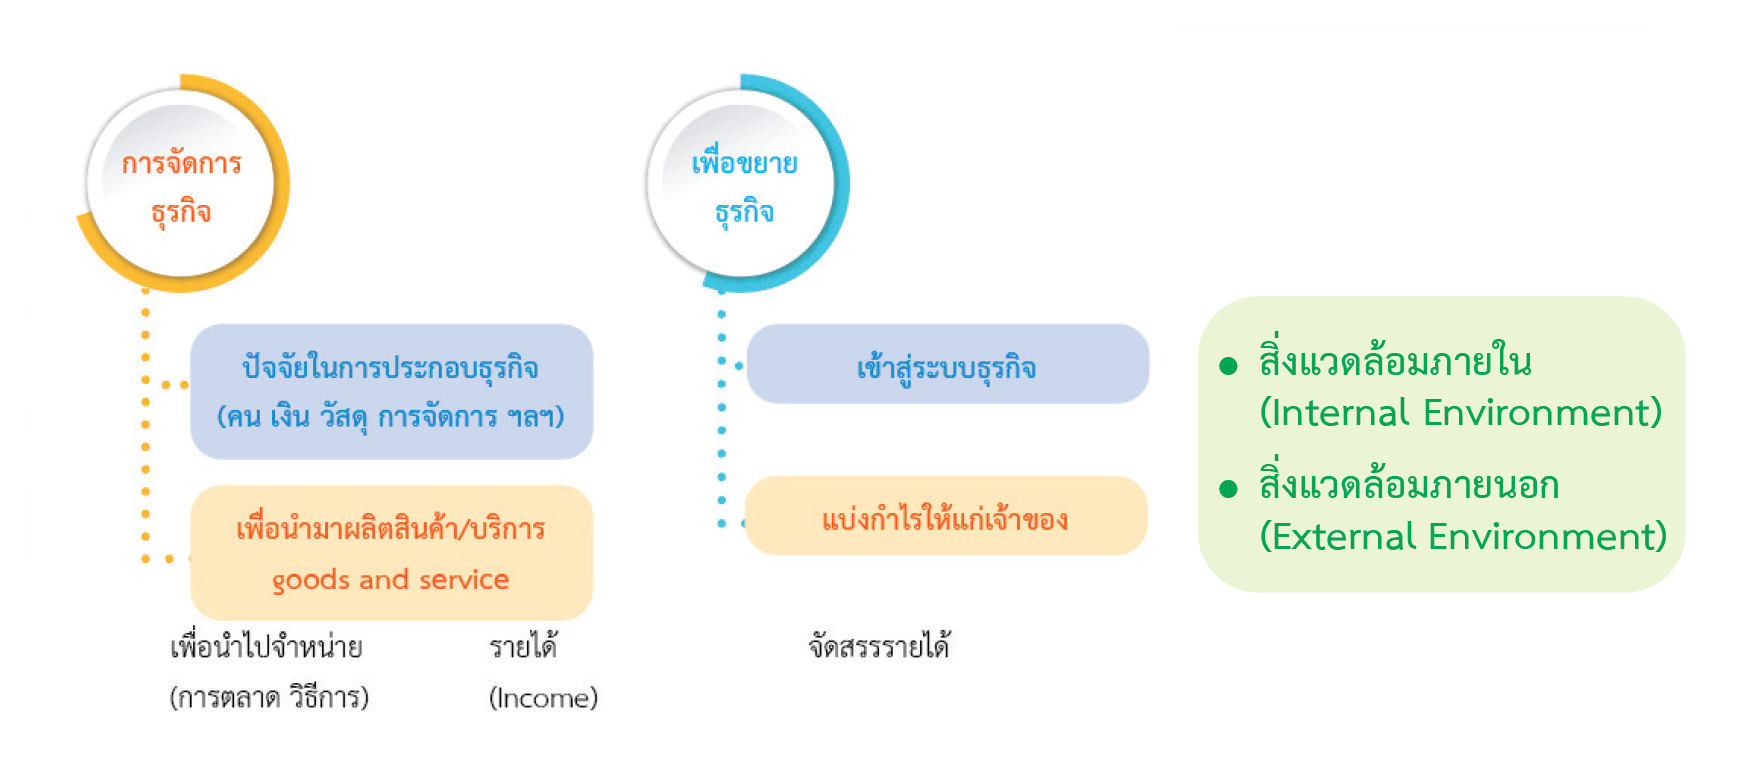 การจัดการ
ธุรกิจ
ปัจจัยในการประกอบธุรกิจ
(คน เงิน วัสดุ การจัดการ ฯลฯ)
เพื่อนำมาผลิตสินค้า/บริการ
goods and service
เพื่อนำไปจำหน่าย
(การตลาด วิธีการ)
รายได้
(Income)
เพื่อขยาย
ธุรกิจ
เข้าสู่ระบบธุรกิจ
แบ่งกำไรให้แก่เจ้าของ
จัดสรรรายได้
• สิ่งแวดล้อมภายใน
(Internal Environment)
• สิ่งแวดล้อมภายนอก
(External Environment)